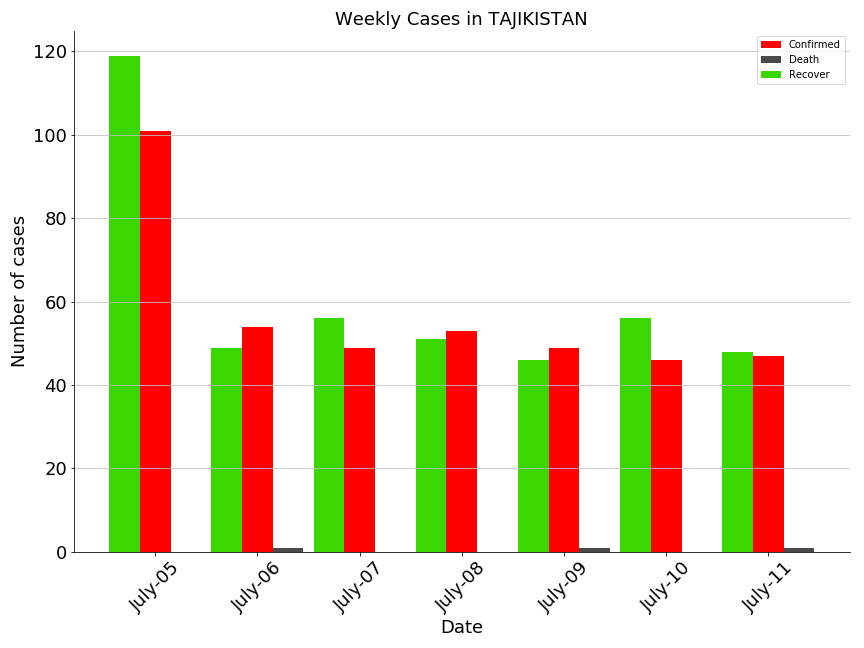 Weekly Cases in TAJIKISTAN
Confirmed
Death
Recover
Number of cases
120
100
80
60
40
20
0
July-05
July-06
July-07
July-08
July-09
July-10
July-11
Date